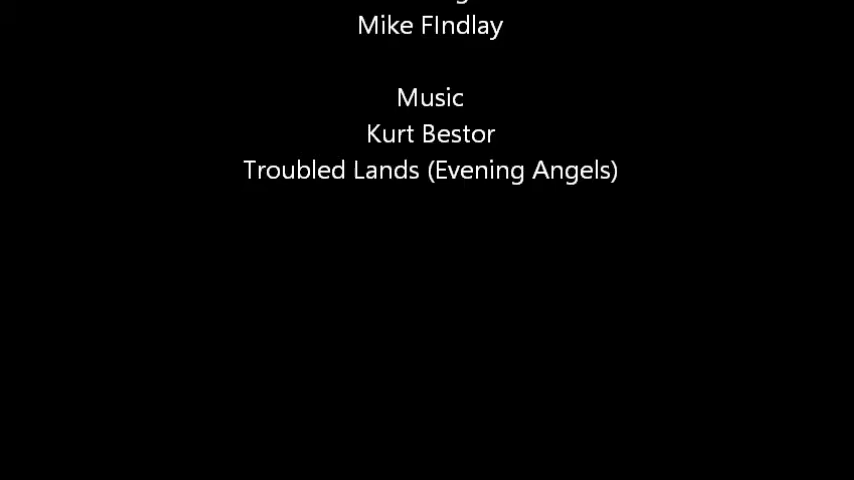 Mike FIndlay
Music
Kurt Bestor
Troubled Lands (Evening Angels)